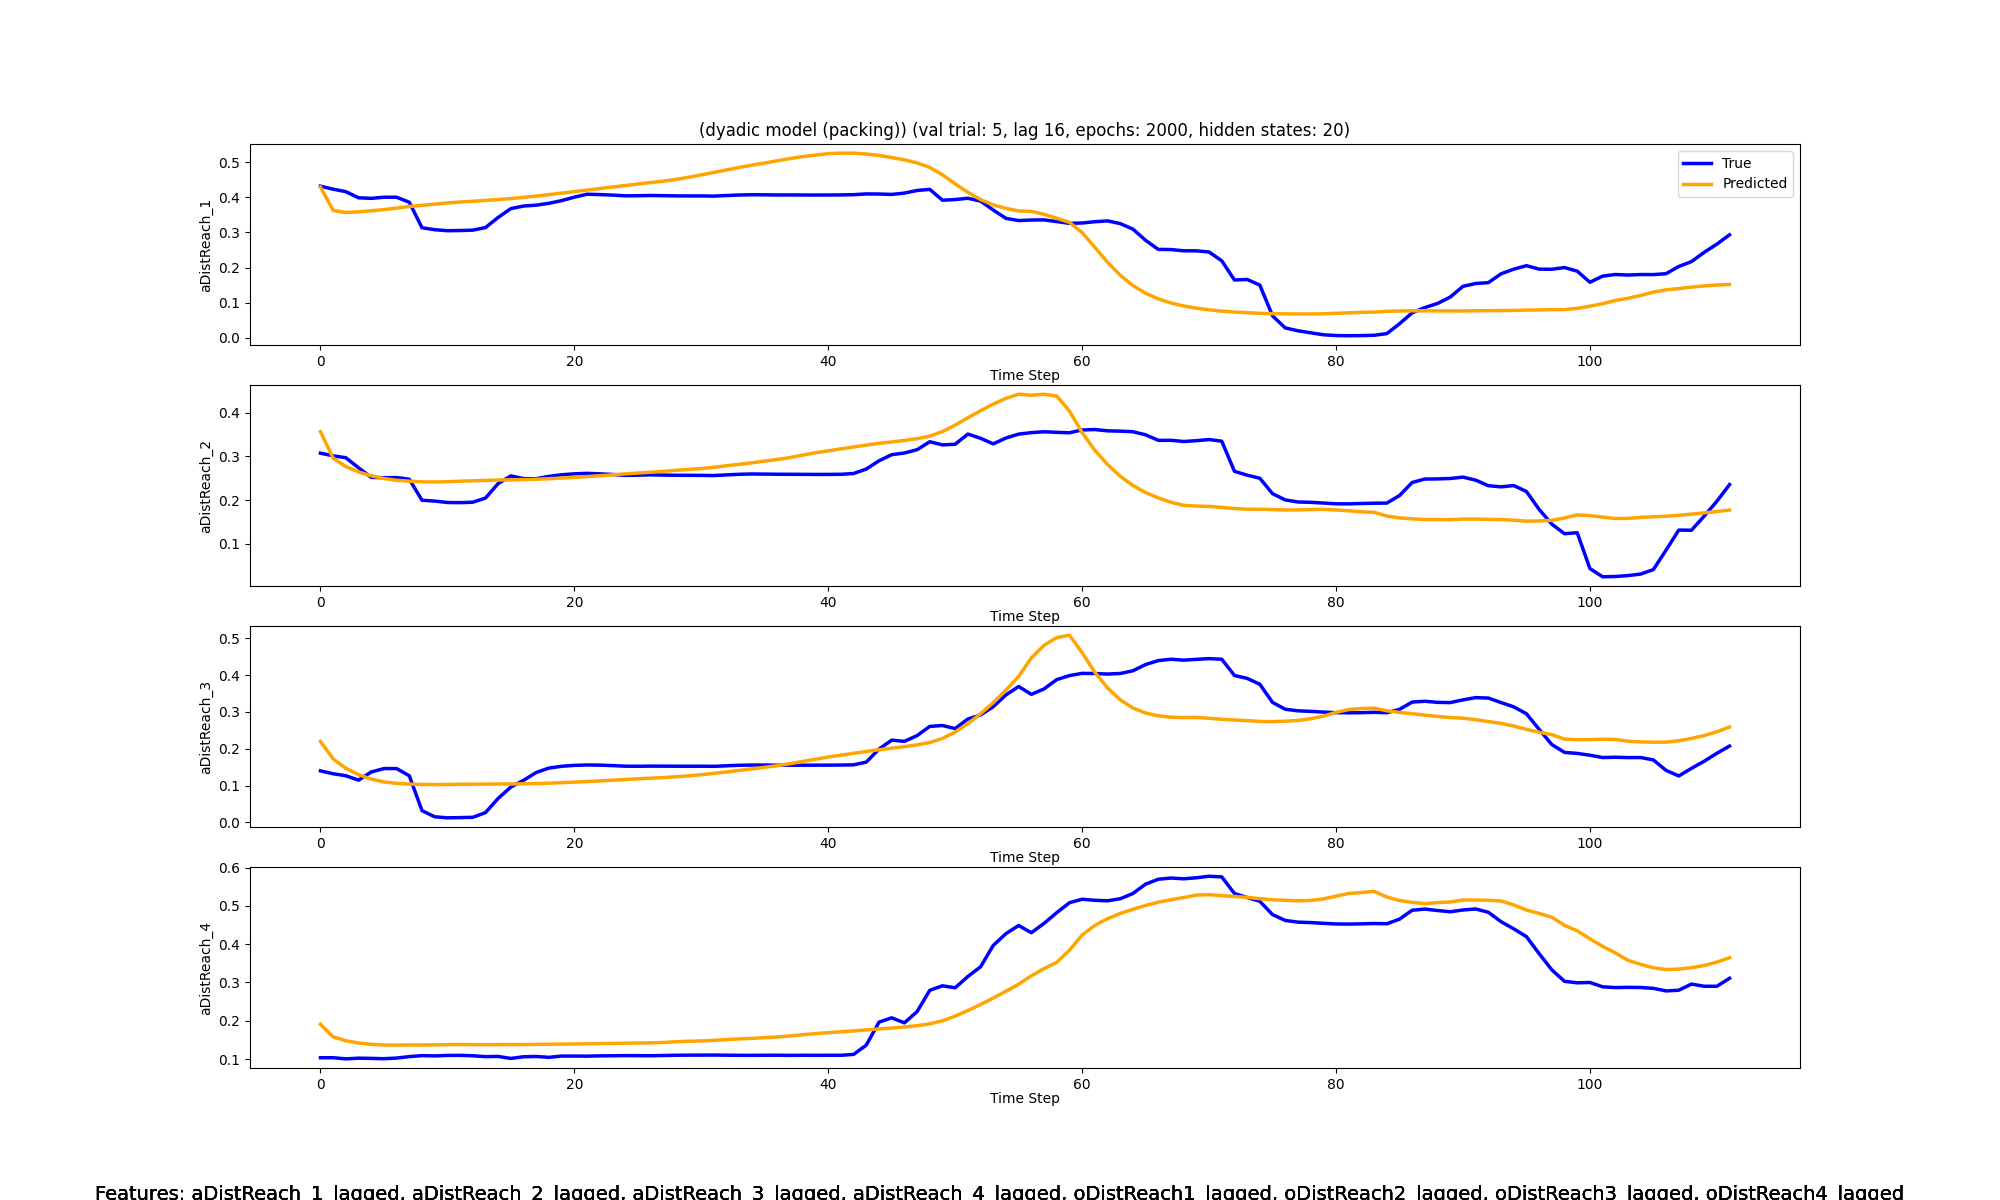 (dyadic model (packing)) (val trial: 5, lag 16, epochs: 2000, hidden states: 20)
True
Predicted
aDistReach_1
0.5
0.4
0.3
0.2
0.1
0.0
0 20 40 60 80 100
Time Step
aDistReach_2
0.4
0.3
0.2
0.1
0 20 40 60 80 100
Time Step
aDistReach_3
0.5
0.4
0.3
0.2
0.1
0.0
0 20 40 60 80 100
Time Step
aDistReach_4
0.6
0.5
0.4
0.3
0.2
0.1
0 20 40 60 80 100
Time Step
Features: aDistReach_1_lagged, aDistReach_2_lagged, aDistReach_3_lagged, aDistReach_4_lagged, oDistReach1_lagged, oDistReach2_lagged, oDistReach3_lagged, oDistReach4_lagged